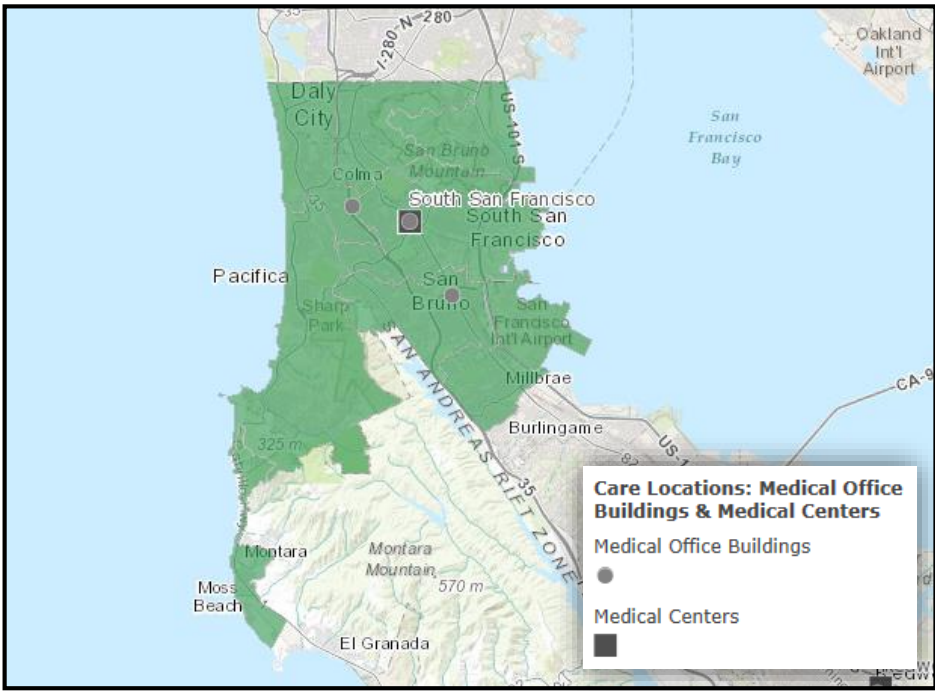 35
I-280-N
280
Oakland
Int'l
Airport
Daly
City
US-101-S
San
Francisco
Bay
San Bruno
Mountain
Colma
35
South San Francisco
South San
Francisco
Pacifica
San
Bruno
Sharp
Park
San
Francisco
Int'l Airport
SAN ANDREAS RIFT ZONE
Millbrae
CA-9
Burlingame
US-1
82
325 m
35
Care Locations: Medical Office
Buildings & Medical Centers
Medical Office Buildings
Medical Centers
Montara
Montara
Mountain
570 m
Moss
Beach
El Granada